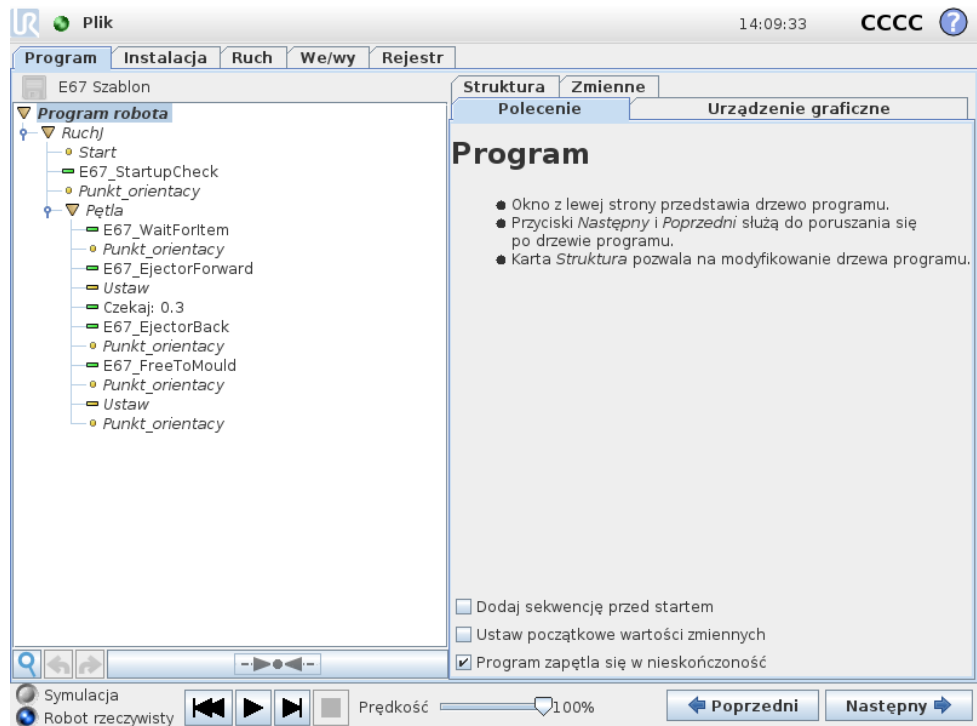 UR Plik 14:09:33 CCCC ?
Program Instalacja Ruch We/wy Rejestr
E67 Szablon
Program robota
RuchJ
Start
E67_StartupCheck
Punkt_orientacy
Pętla
E67_WaitForItem
Punkt_orientacy
E67_EjectorForward
Ustaw
Czekaj: 0.3
E67_EjectorBack
Punkt_orientacy
E67_FreeToMould
Punkt_orientacy
Ustaw
Punkt_orientacy
Struktura Zmienne
Polecenie Urządzenie graficzne
Program
Okno z lewej strony przedstawia drzewo programu.
Przyciski Następny i Poprzedni służą do poruszania się
po drzewie programu.
Karta Struktura pozwala na modyfikowanie drzewa programu.
Dodaj sekwencję przed startem
Ustaw początkowe wartości zmiennych
Program zapętla się w nieskończoność
Symulacja
Robot rzeczywisty
Prędkość 100%
Poprzedni Następny